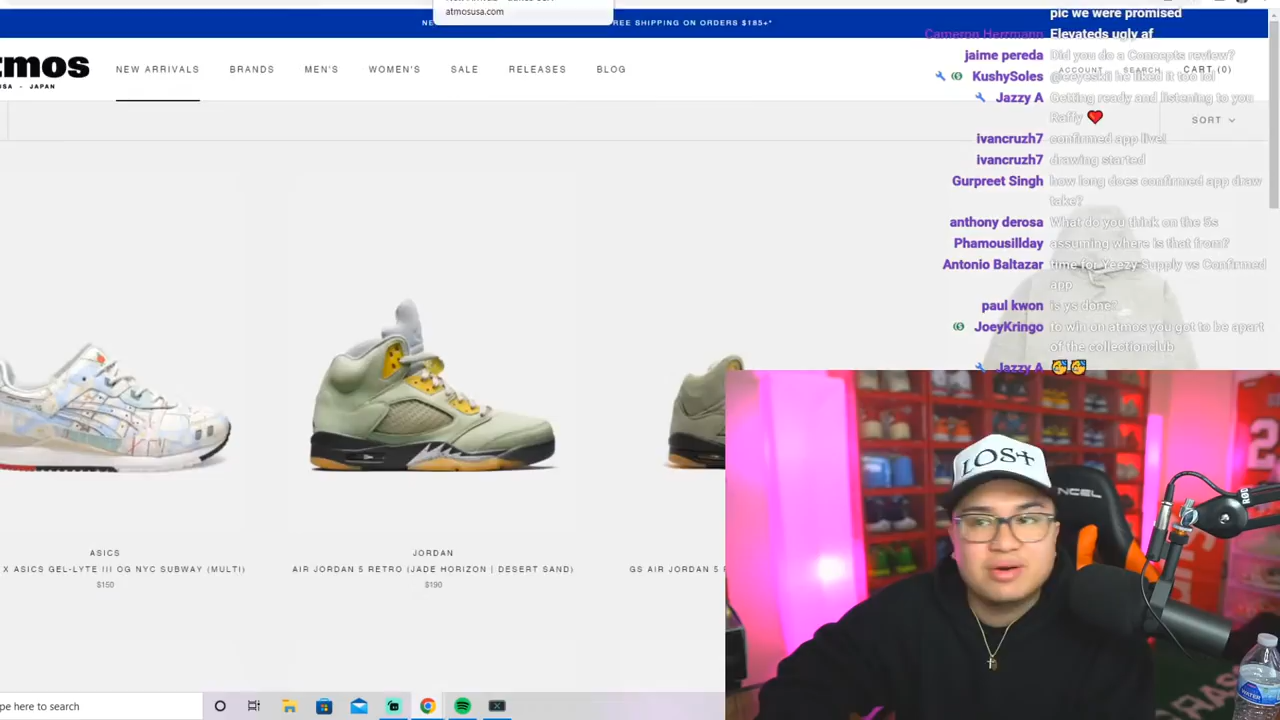 atmosusa.com
REE SHIPPING ON ORDERS $185+*
tmos
USA - JAPAN
NEW ARRIVALS
BRANDS
MEN'S
WOMEN'S
SALE
RELEASES
BLOG
ACCOUNT
SEARCH
CART (0)
SORT
pic we were promised
Cameron Herrmann Elevateds ugly af
jaime pereda Did you do a Concepts review?
KushySoles he liked it too lol
Jazzy A Getting ready and listening to you
Raffy
ivancruzh7 confirmed app live!
ivancruzh7 drawing started
Gurpreet Singh how long does confirmed app draw
take?
anthony derosa What do you think on the 5s
Phamousillday assuming where is that from?
Antonio Baltazar time for Yeezy Supply vs Confirmed
app
paul kwon is ys done?
JoeyKringo to win on atmos you got to be apart
of the collectionclub
Jazzy A
ASICS
X ASICS GEL-LYTE III OG NYC SUBWAY (MULTI)
$150
JORDAN
AIR JORDAN 5 RETRO (JADE HORIZON | DESERT SAND)
$190
GS AIR JORDAN 5
LOST
NCEL
RØD
WATER
pe here to search